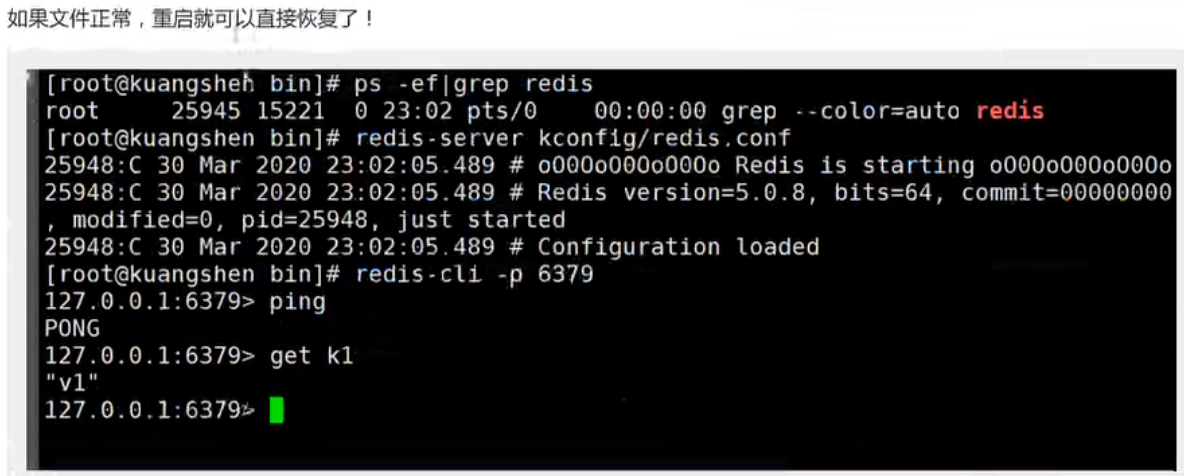 如果文件正常，重启就可以直接恢复了！
[root@kuangshen bin]# ps -ef|grep redis
root     25945 15221  0 23:02 pts/0    00:00:00 grep --color=auto redis
[root@kuangshen bin]# redis-server kconfig/redis.conf
25948:C 30 Mar 2020 23:02:05.489 # oO0OoO0OoO0Oo Redis is starting oO0OoO0OoO0Oo
25948:C 30 Mar 2020 23:02:05.489 # Redis version=5.0.8, bits=64, commit=00000000
, modified=0, pid=25948, just started
25948:C 30 Mar 2020 23:02:05.489 # Configuration loaded
[root@kuangshen bin]# redis-cli -p 6379
127.0.0.1:6379> ping
PONG
127.0.0.1:6379> get k1
"v1"
127.0.0.1:6379>